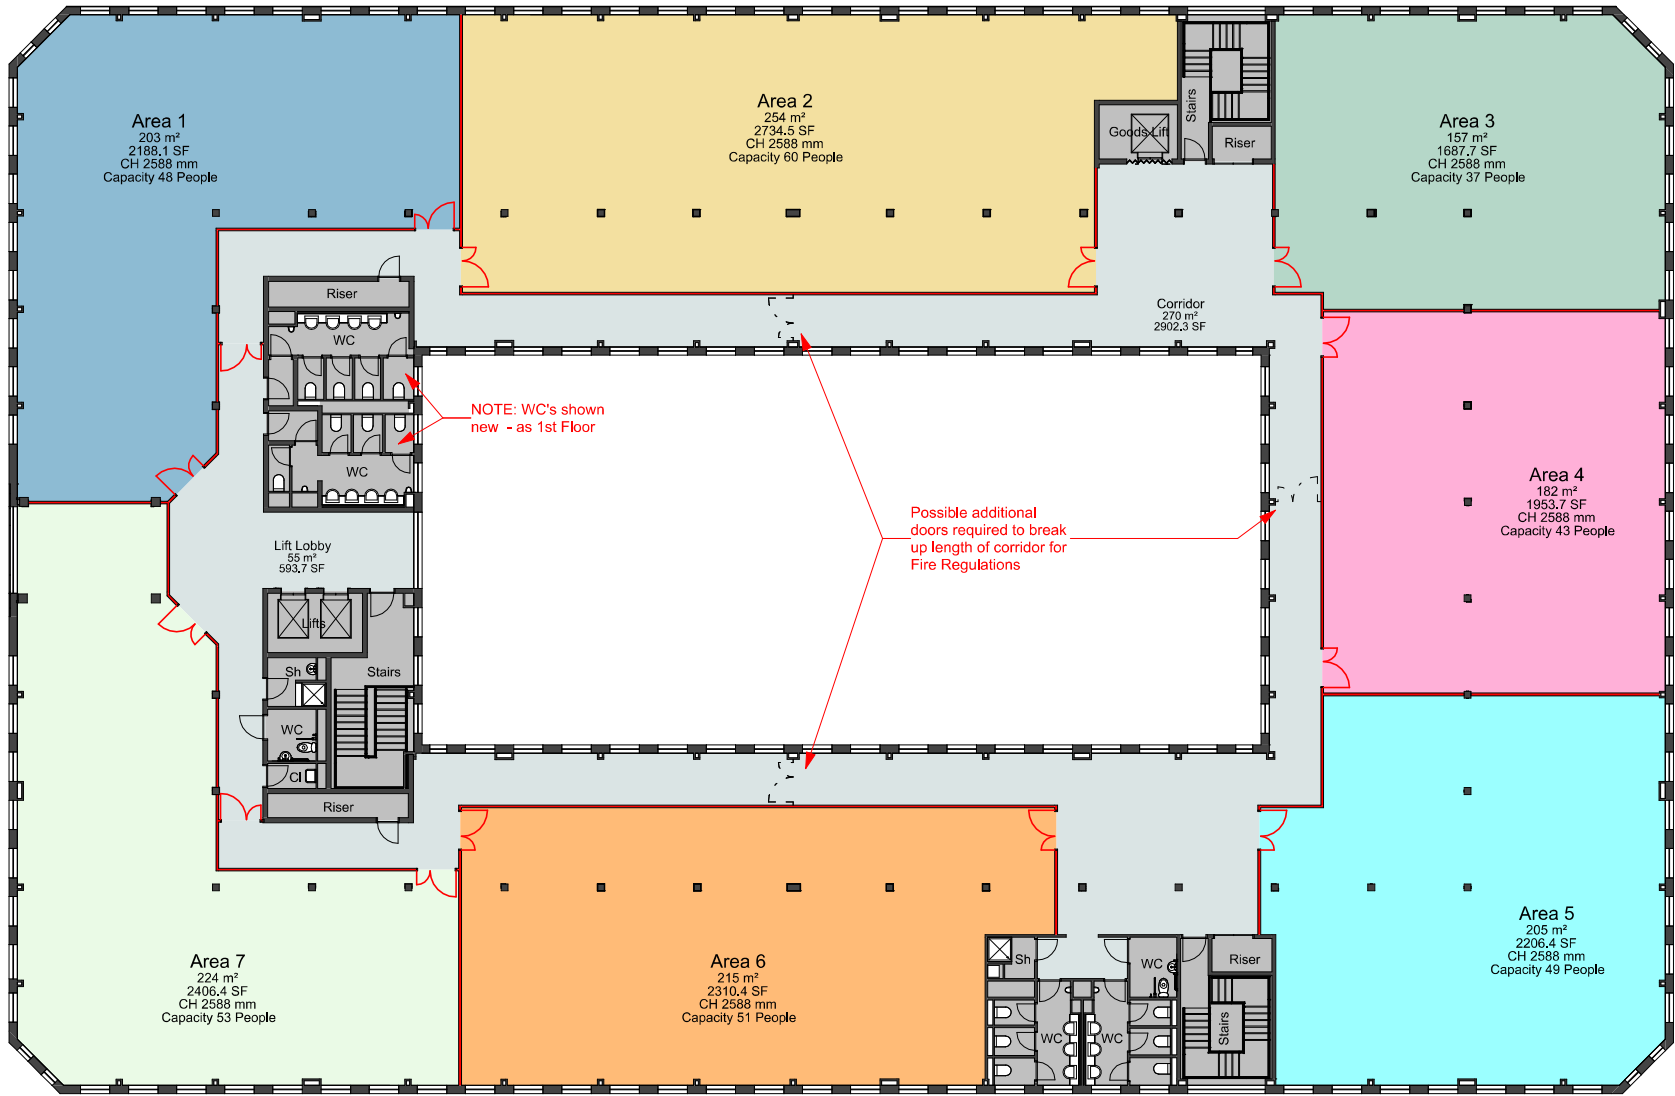 Area 1
203 m²
2188.1 SF
CH 2588 mm
Capacity 48 People
Area 2
254 m²
2734.5 SF
CH 2588 mm
Capacity 60 People
Goods Lift
Stairs
Riser
Area 3
157 m²
1687.7 SF
CH 2588 mm
Capacity 37 People
Riser
WC
Corridor
270 m²
2902.3 SF
NOTE: WC's shown
new - as 1st Floor
WC
Lift Lobby
55 m²
593.7 SF
Possible additional
doors required to break
up length of corridor for
Fire Regulations
Area 4
182 m²
1953.7 SF
CH 2588 mm
Capacity 43 People
Lifts
Sh
Stairs
WC
Cl
Riser
Area 7
224 m²
2406.4 SF
CH 2588 mm
Capacity 53 People
Area 6
215 m²
2310.4 SF
CH 2588 mm
Capacity 51 People
Sh
WC
Riser
WC
WC
Stairs
Area 5
205 m²
2206.4 SF
CH 2588 mm
Capacity 49 People